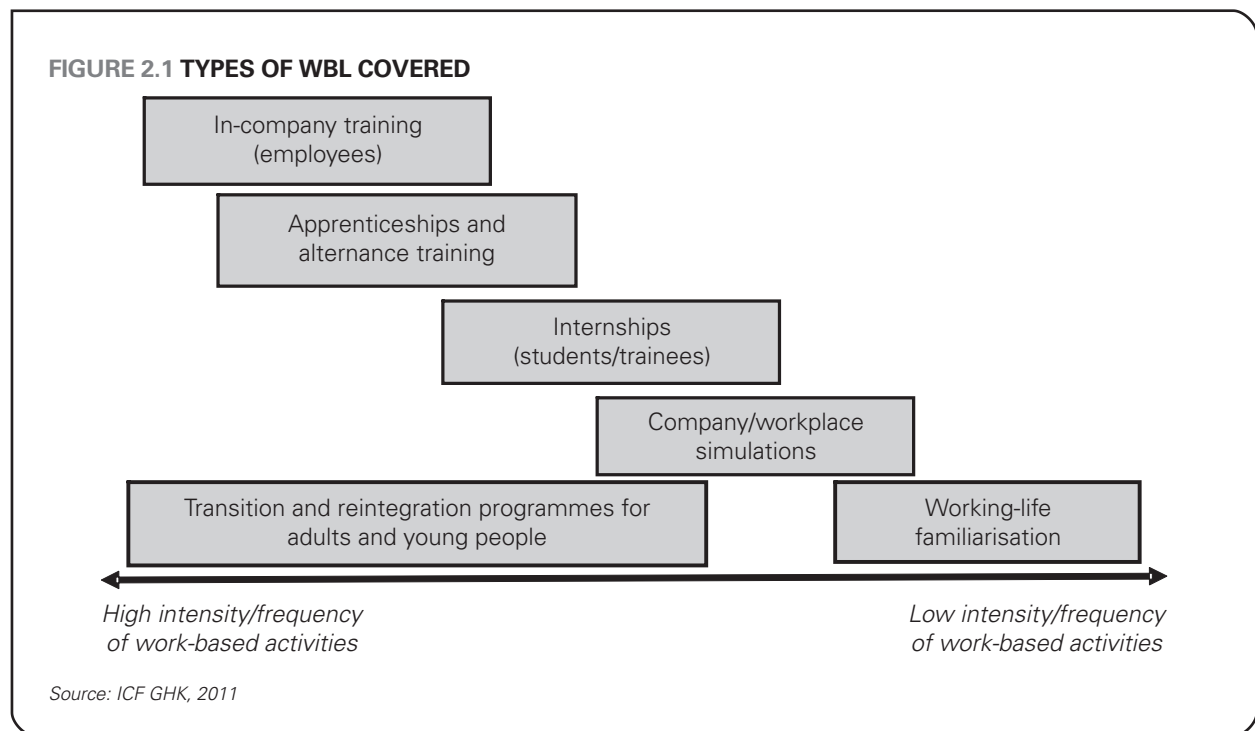 FIGURE 2.1 TYPES OF WBL COVERED
In-company training
(employees)
Apprenticeships and
alternance training
Internships
(students/trainees)
Company/workplace
simulations
Transition and reintegration programmes for
adults and young people
Working-life
familiarisation
High intensity/frequency
of work-based activities
Low intensity/frequency
of work-based activities
Source: ICF GHK, 2011